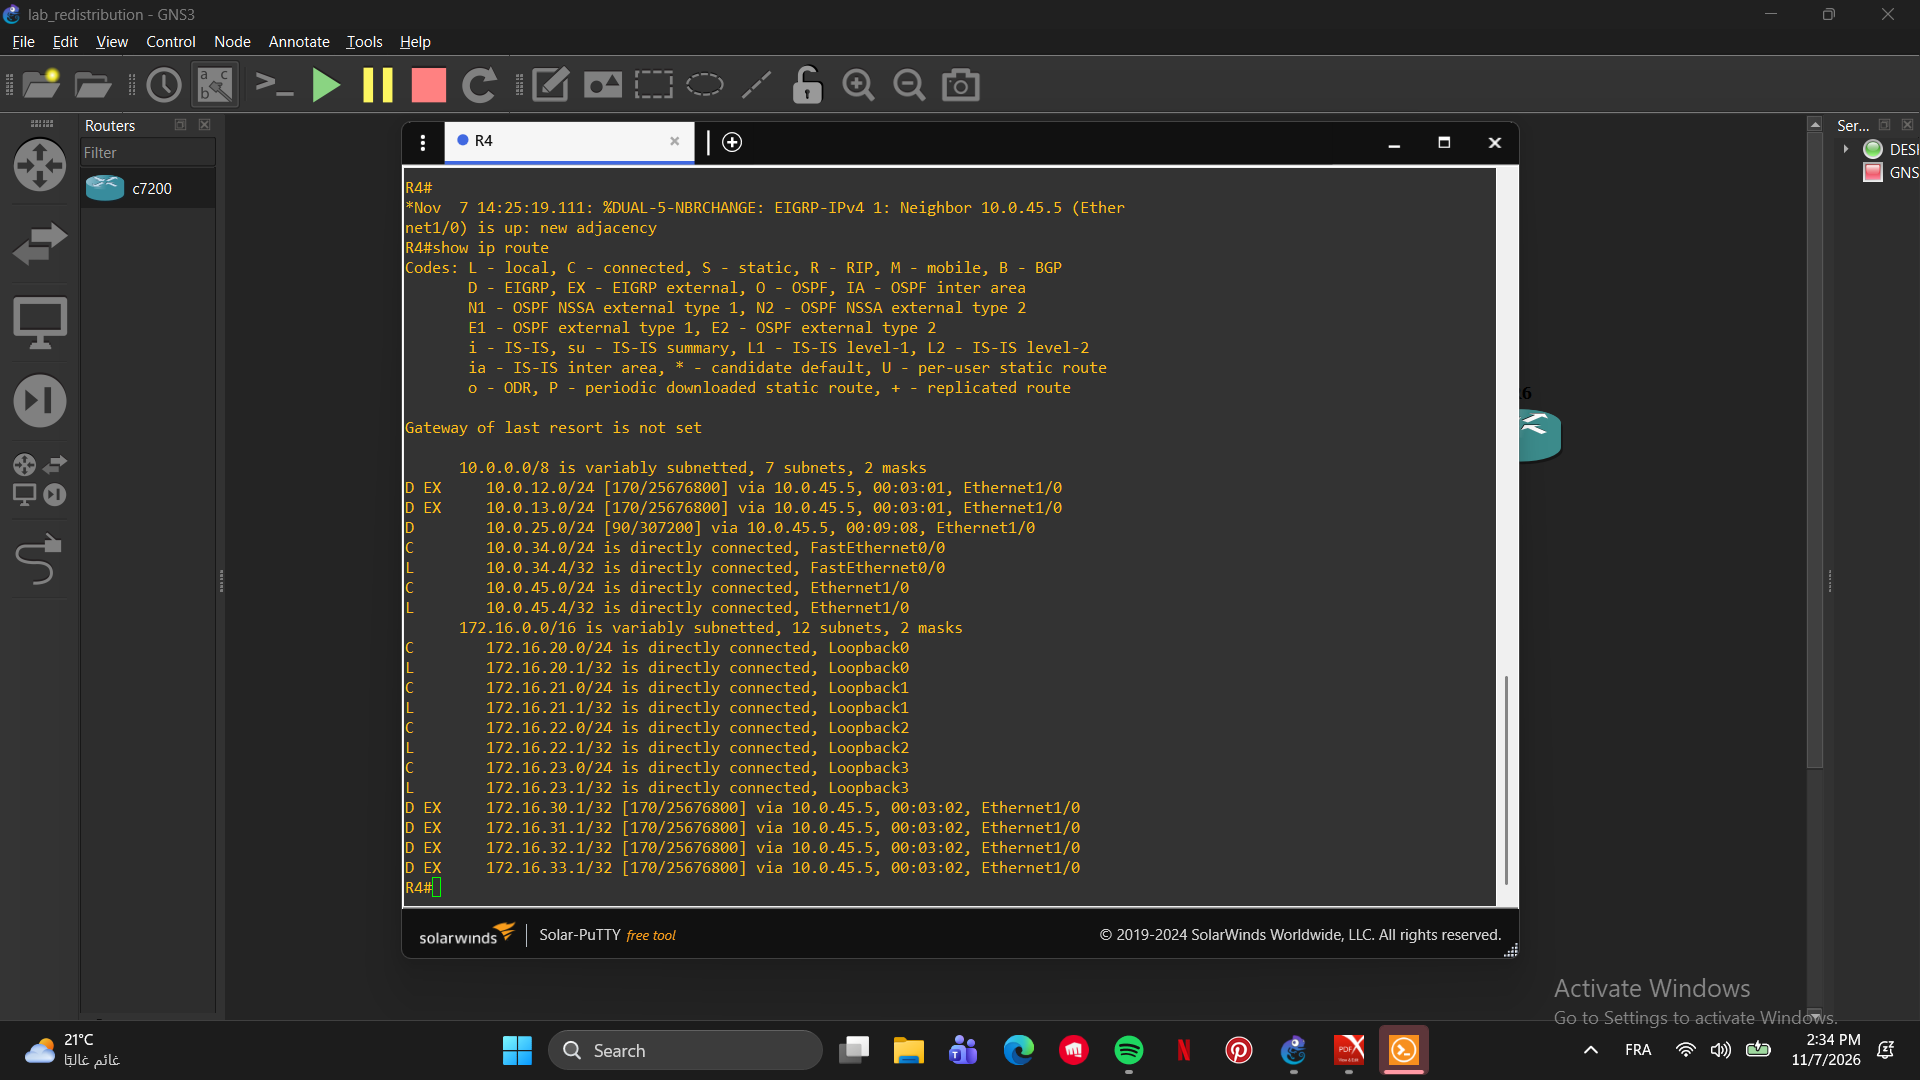 lab_redistribution - GNS3
File Edit View Control Node Annotate Tools Help
Routers
Filter
c7200
R4
Ser...
DESI
GNS
R4#
*Nov  7 14:25:19.111: %DUAL-5-NBRCHANGE: EIGRP-IPv4 1: Neighbor 10.0.45.5 (Ether
net1/0) is up: new adjacency
R4#show ip route
Codes: L - local, C - connected, S - static, R - RIP, M - mobile, B - BGP
       D - EIGRP, EX - EIGRP external, O - OSPF, IA - OSPF inter area
       N1 - OSPF NSSA external type 1, N2 - OSPF NSSA external type 2
       E1 - OSPF external type 1, E2 - OSPF external type 2
       i - IS-IS, su - IS-IS summary, L1 - IS-IS level-1, L2 - IS-IS level-2
       ia - IS-IS inter area, * - candidate default, U - per-user static route
       o - ODR, P - periodic downloaded static route, + - replicated route
Gateway of last resort is not set
      10.0.0.0/8 is variably subnetted, 7 subnets, 2 masks
D EX     10.0.12.0/24 [170/25676800] via 10.0.45.5, 00:03:01, Ethernet1/0
D EX     10.0.13.0/24 [170/25676800] via 10.0.45.5, 00:03:01, Ethernet1/0
D        10.0.25.0/24 [90/307200] via 10.0.45.5, 00:09:08, Ethernet1/0
C        10.0.34.0/24 is directly connected, FastEthernet0/0
L        10.0.34.4/32 is directly connected, FastEthernet0/0
C        10.0.45.0/24 is directly connected, Ethernet1/0
L        10.0.45.4/32 is directly connected, Ethernet1/0
      172.16.0.0/16 is variably subnetted, 12 subnets, 2 masks
C        172.16.20.0/24 is directly connected, Loopback0
L        172.16.20.1/32 is directly connected, Loopback0
C        172.16.21.0/24 is directly connected, Loopback1
L        172.16.21.1/32 is directly connected, Loopback1
C        172.16.22.0/24 is directly connected, Loopback2
L        172.16.22.1/32 is directly connected, Loopback2
C        172.16.23.0/24 is directly connected, Loopback3
L        172.16.23.1/32 is directly connected, Loopback3
D EX     172.16.30.1/32 [170/25676800] via 10.0.45.5, 00:03:02, Ethernet1/0
D EX     172.16.31.1/32 [170/25676800] via 10.0.45.5, 00:03:02, Ethernet1/0
D EX     172.16.32.1/32 [170/25676800] via 10.0.45.5, 00:03:02, Ethernet1/0
D EX     172.16.33.1/32 [170/25676800] via 10.0.45.5, 00:03:02, Ethernet1/0
R4#
6
solarwinds Solar-PuTTY free tool © 2019-2024 SolarWinds Worldwide, LLC. All rights reserved.
Activate Windows
Go to Settings to activate Windows.
21°C
غائم غالبًا
Search
FRA
2:34 PM
11/7/2026